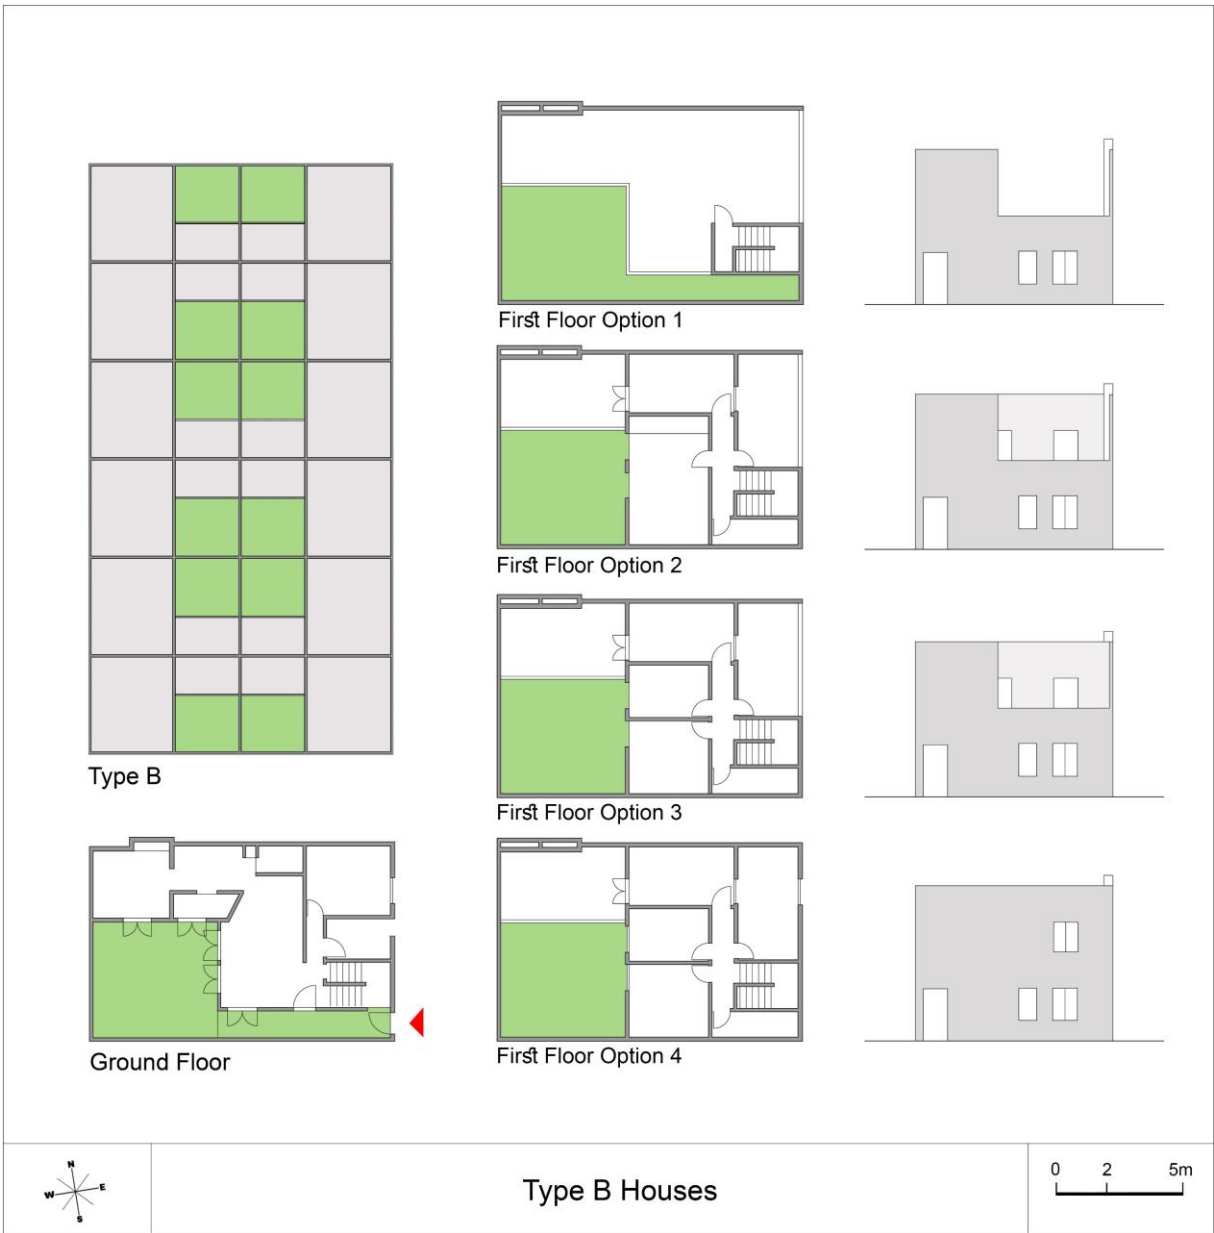 First Floor Option 1
First Floor Option 2
Type B
First Floor Option 3
Ground Floor
First Floor Option 4
N
W E
S
Type B Houses
0 2 5m